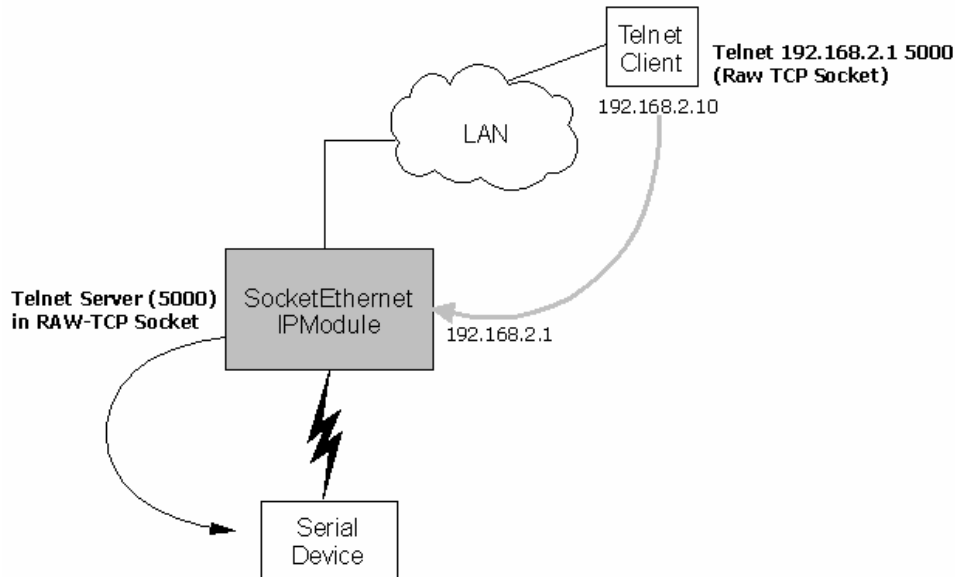 Telnet
Client
Telnet 192.168.2.1 5000
(Raw TCP Socket)
192.168.2.10
LAN
Telnet Server (5000)
in RAW-TCP Socket
SocketEthernet
IPModule
192.168.2.1
Serial
Device